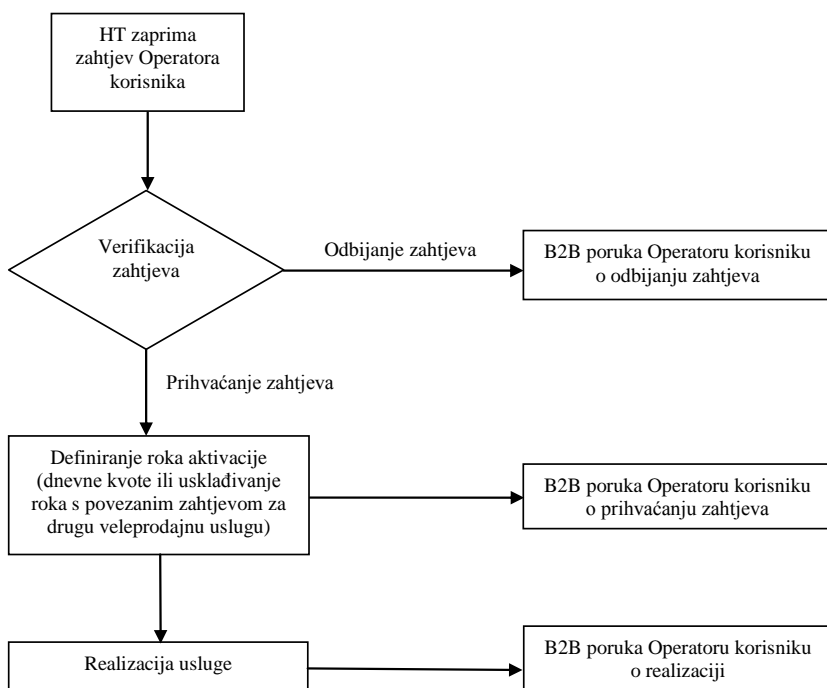 HT zaprima
zahtjev Operatora
korisnika
Verifikacija
zahtjeva
Odbijanje zahtjeva
B2B poruka Operatoru korisniku
o odbijanju zahtjeva
Prihvaćanje zahtjeva
Definiranje roka aktivacije
(dnevne kvote ili usklađivanje
roka s povezanim zahtjevom za
drugu veleprodajnu uslugu)
B2B poruka Operatoru korisniku
o prihvaćanju zahtjeva
Realizacija usluge
B2B poruka Operatoru korisniku
o realizaciji